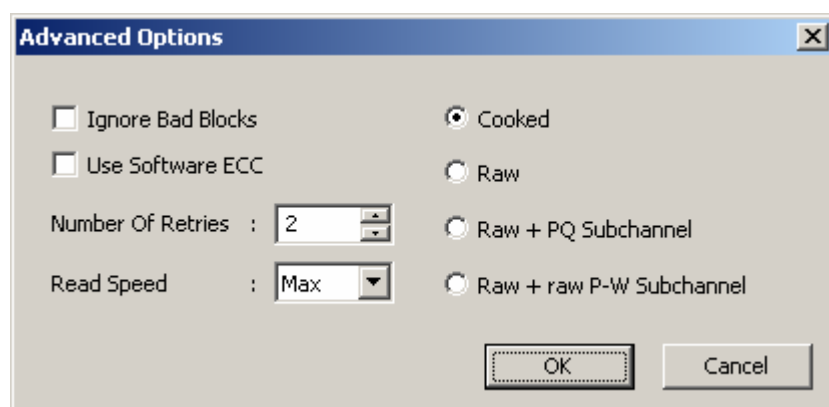 Advanced Options
Ignore Bad Blocks
Use Software ECC
Number Of Retries : 2
Read Speed : Max
Cooked
Raw
Raw + PQ Subchannel
Raw + raw P-W Subchannel
OK Cancel